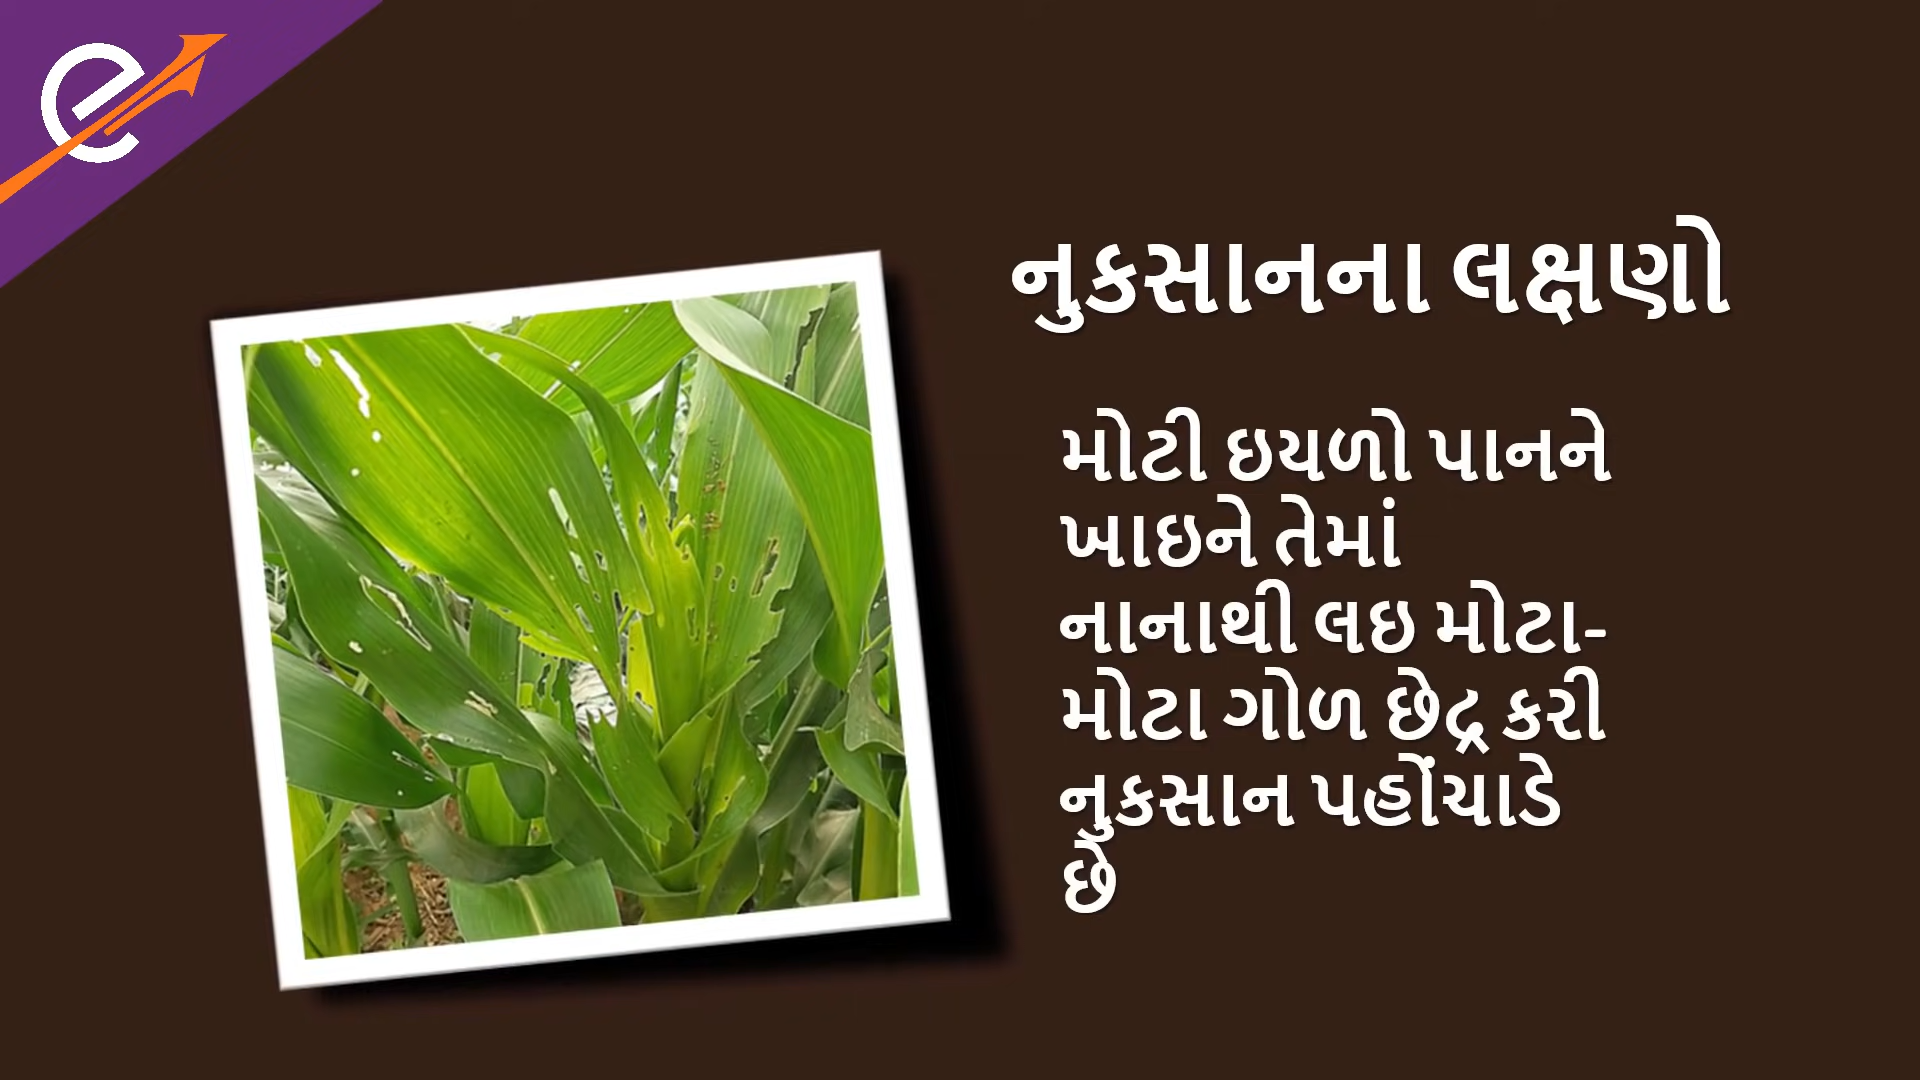 નુકસાનના લક્ષણો
મોટી ઇયળો પાનને
ખાઇને તેમાં
નાનાથી લઇ મોટા-
મોટા ગોળ છેદ્ર કરી
નુકસાન પહોંચાડે
છે